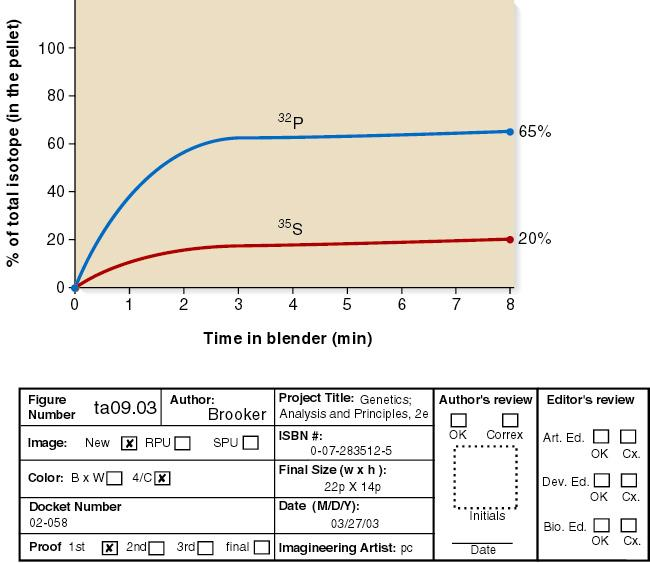 % of total isotope (in the pellet)
100
80
60
40
20
0
32P
65%
35S
20%
0 1 2 3 4 5 6 7 8
Time in blender (min)
Figure Number ta09.03
Author: Brooker
Project Title: Genetics;
Analysis and Principles, 2e
Author's review
Editor's review
Image: New ✘ RPU SPU
ISBN #:
0-07-283512-5
OK Correx
Art. Ed.
OK Cx.
Color: B x W 4/C ✘
Final Size (w x h ):
22p X 14p
Dev. Ed.
OK Cx.
Docket Number
02-058
Date (M/D/Y):
03/27/03
Initials
Bio. Ed.
OK Cx.
Proof 1st ✘ 2nd 3rd final
Imagineering Artist: pc
Date